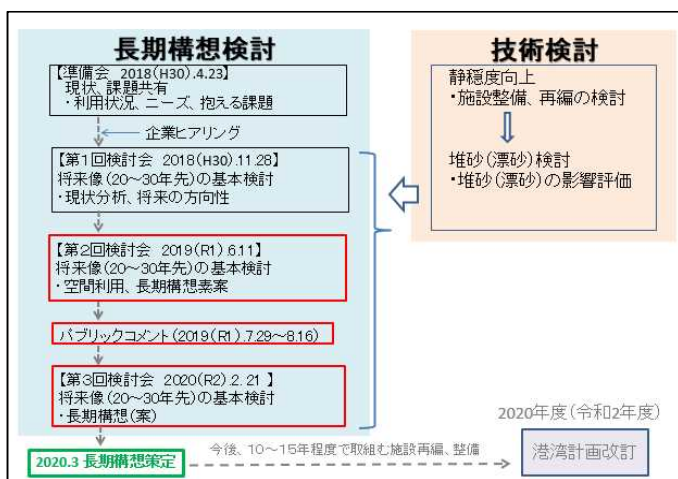 長期構想検討
【準備会 2018(H30).4.23】
現状、課題共有
・利用状況、ニーズ、抱える課題
企業ヒアリング
【第1回検討会 2018(H30).11.28】
将来像(20～30年先)の基本検討
・現状分析、将来の方向性
【第2回検討会 2019(R1).6.11】
将来像(20～30年先)の基本検討
・空間利用、長期構想素案
パブリックコメント(2019(R1).7.29～8.16)
【第3回検討会 2020(R2).2.21 】
将来像(20～30年先)の基本検討
・長期構想(案)
2020.3 長期構想策定
技術検討
静穏度向上
・施設整備、再編の検討
堆砂(漂砂)検討
・堆砂(漂砂)の影響評価
今後、10～15年程度で取組む施設再編、整備
2020年度(令和2年度)
港湾計画改訂